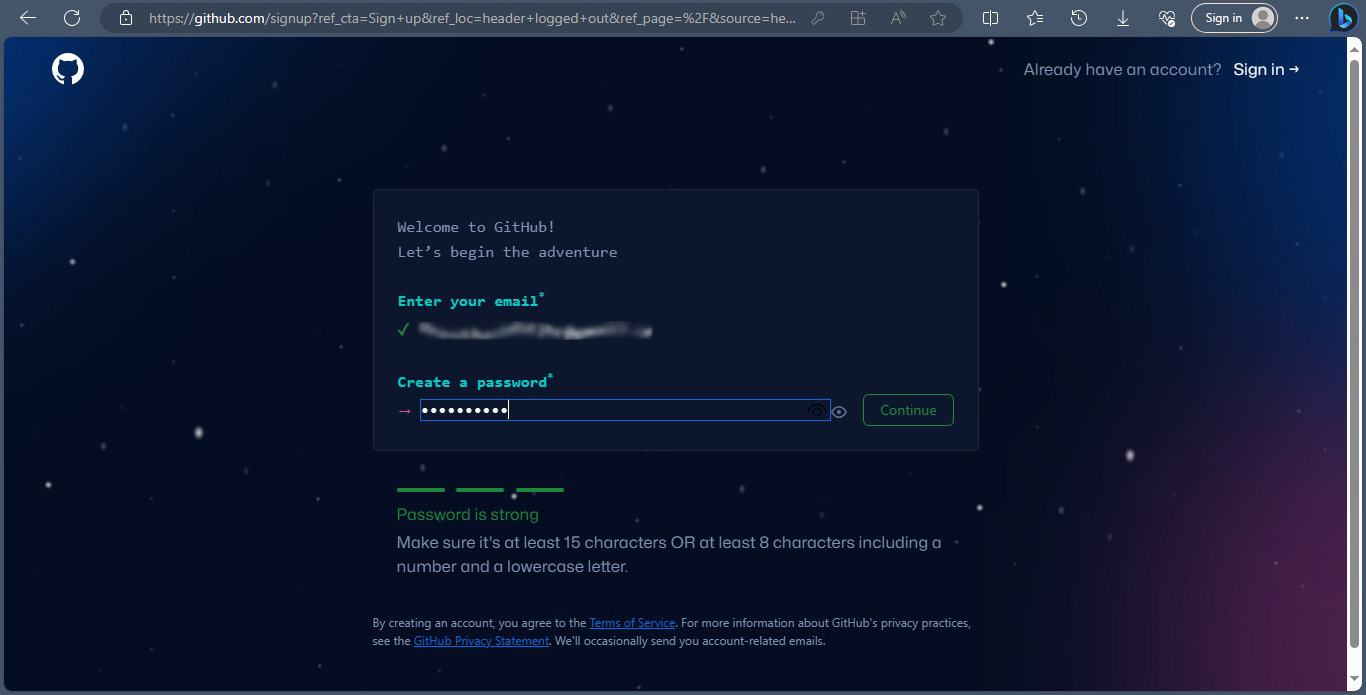 https://github.com/signup?ref_cta=Sign+up&ref_loc=header+logged+out&ref_page=%2F&source=he...
Sign in
Already have an account? Sign in →
Welcome to GitHub!
Let’s begin the adventure
Enter your email*
Create a password*
→ ●●●●●●●●●●
Continue
Password is strong
Make sure it's at least 15 characters OR at least 8 characters including a
number and a lowercase letter.
By creating an account, you agree to the Terms of Service. For more information about GitHub's privacy practices,
see the GitHub Privacy Statement. We'll occasionally send you account-related emails.